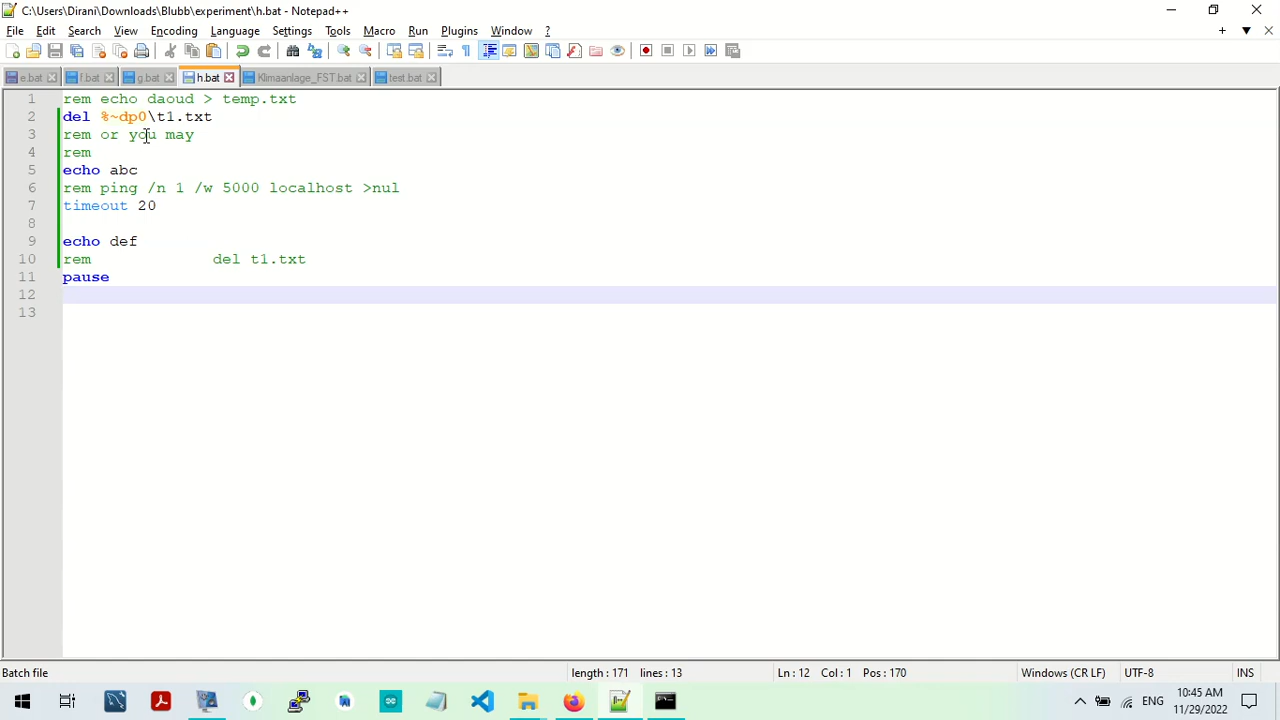 C:\Users\Dirani\Downloads\Blubb\experiment\h.bat - Notepad++
File Edit Search View Encoding Language Settings Tools Macro Run Plugins Window ?
e.bat f.bat g.bat h.bat Klimaanlage_FST.bat test.bat
1 rem echo daoud > temp.txt
2 del %~dp0\t1.txt
3 rem or you may
4 rem
5 echo abc
6 rem ping /n 1 /w 5000 localhost >nul
7 timeout 20
8
9 echo def
10 rem             del t1.txt
11 pause
12
13
Batch file length : 171 lines : 13 Ln : 12 Col : 1 Pos : 170 Windows (CR LF) UTF-8 INS
ENG 10:45 AM
11/29/2022